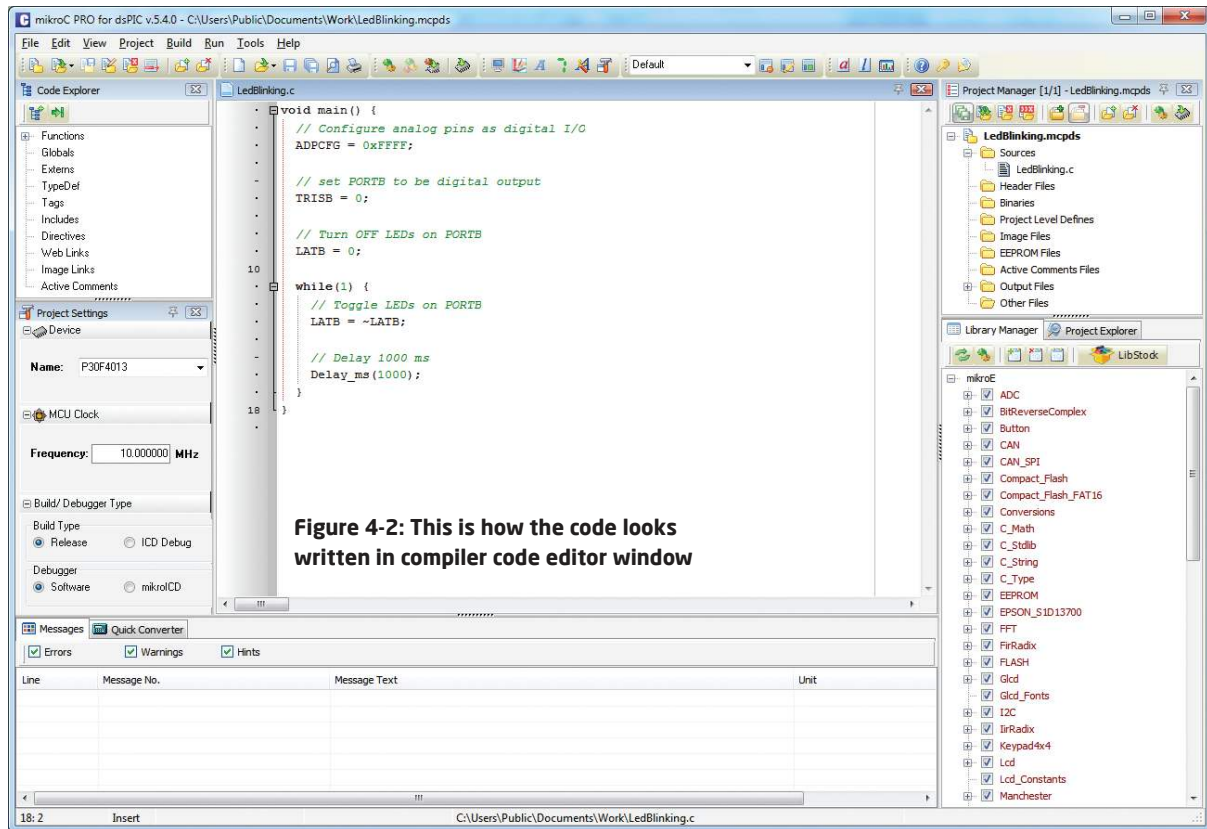 mikroC PRO for dsPIC v.5.4.0 - C:\Users\Public\Documents\Work\LedBlinking.mcpds
File Edit View Project Build Run Tools Help
Default
Code Explorer
Functions
Globals
Externs
TypeDef
Tags
Includes
Directives
Web Links
Image Links
Active Comments
Project Settings
Device
Name: P30F4013
MCU Clock
Frequency: 10.000000 MHz
Build/ Debugger Type
Build Type
Release ICD Debug
Debugger
Software mikroICD
LedBlinking.c
void main() {
// Configure analog pins as digital I/O
ADPCFG = 0xFFFF;
// set PORTB to be digital output
TRISB = 0;
// Turn OFF LEDs on PORTB
LATB = 0;
10
while(1) {
// Toggle LEDs on PORTB
LATB = ~LATB;
// Delay 1000 ms
Delay_ms(1000);
}
18 }
Figure 4-2: This is how the code looks
written in compiler code editor window
Project Manager [1/1] - LedBlinking.mcpds
LedBlinking.mcpds
Sources
LedBlinking.c
Header Files
Binaries
Project Level Defines
Image Files
EEPROM Files
Active Comments Files
Output Files
Other Files
Library Manager Project Explorer
LibStock
mikroE
ADC
BitReverseComplex
Button
CAN
CAN_SPI
Compact_Flash
Compact_Flash_FAT16
Conversions
C_Math
C_Stdlib
C_String
C_Type
EEPROM
EPSON_S1D13700
FFT
FirRadix
FLASH
Glcd
Glcd_Fonts
I2C
IirRadix
Keypad4x4
Lcd
Lcd_Constants
Manchester
Messages Quick Converter
Errors Warnings Hints
Line Message No. Message Text Unit
18: 2 Insert C:\Users\Public\Documents\Work\LedBlinking.c